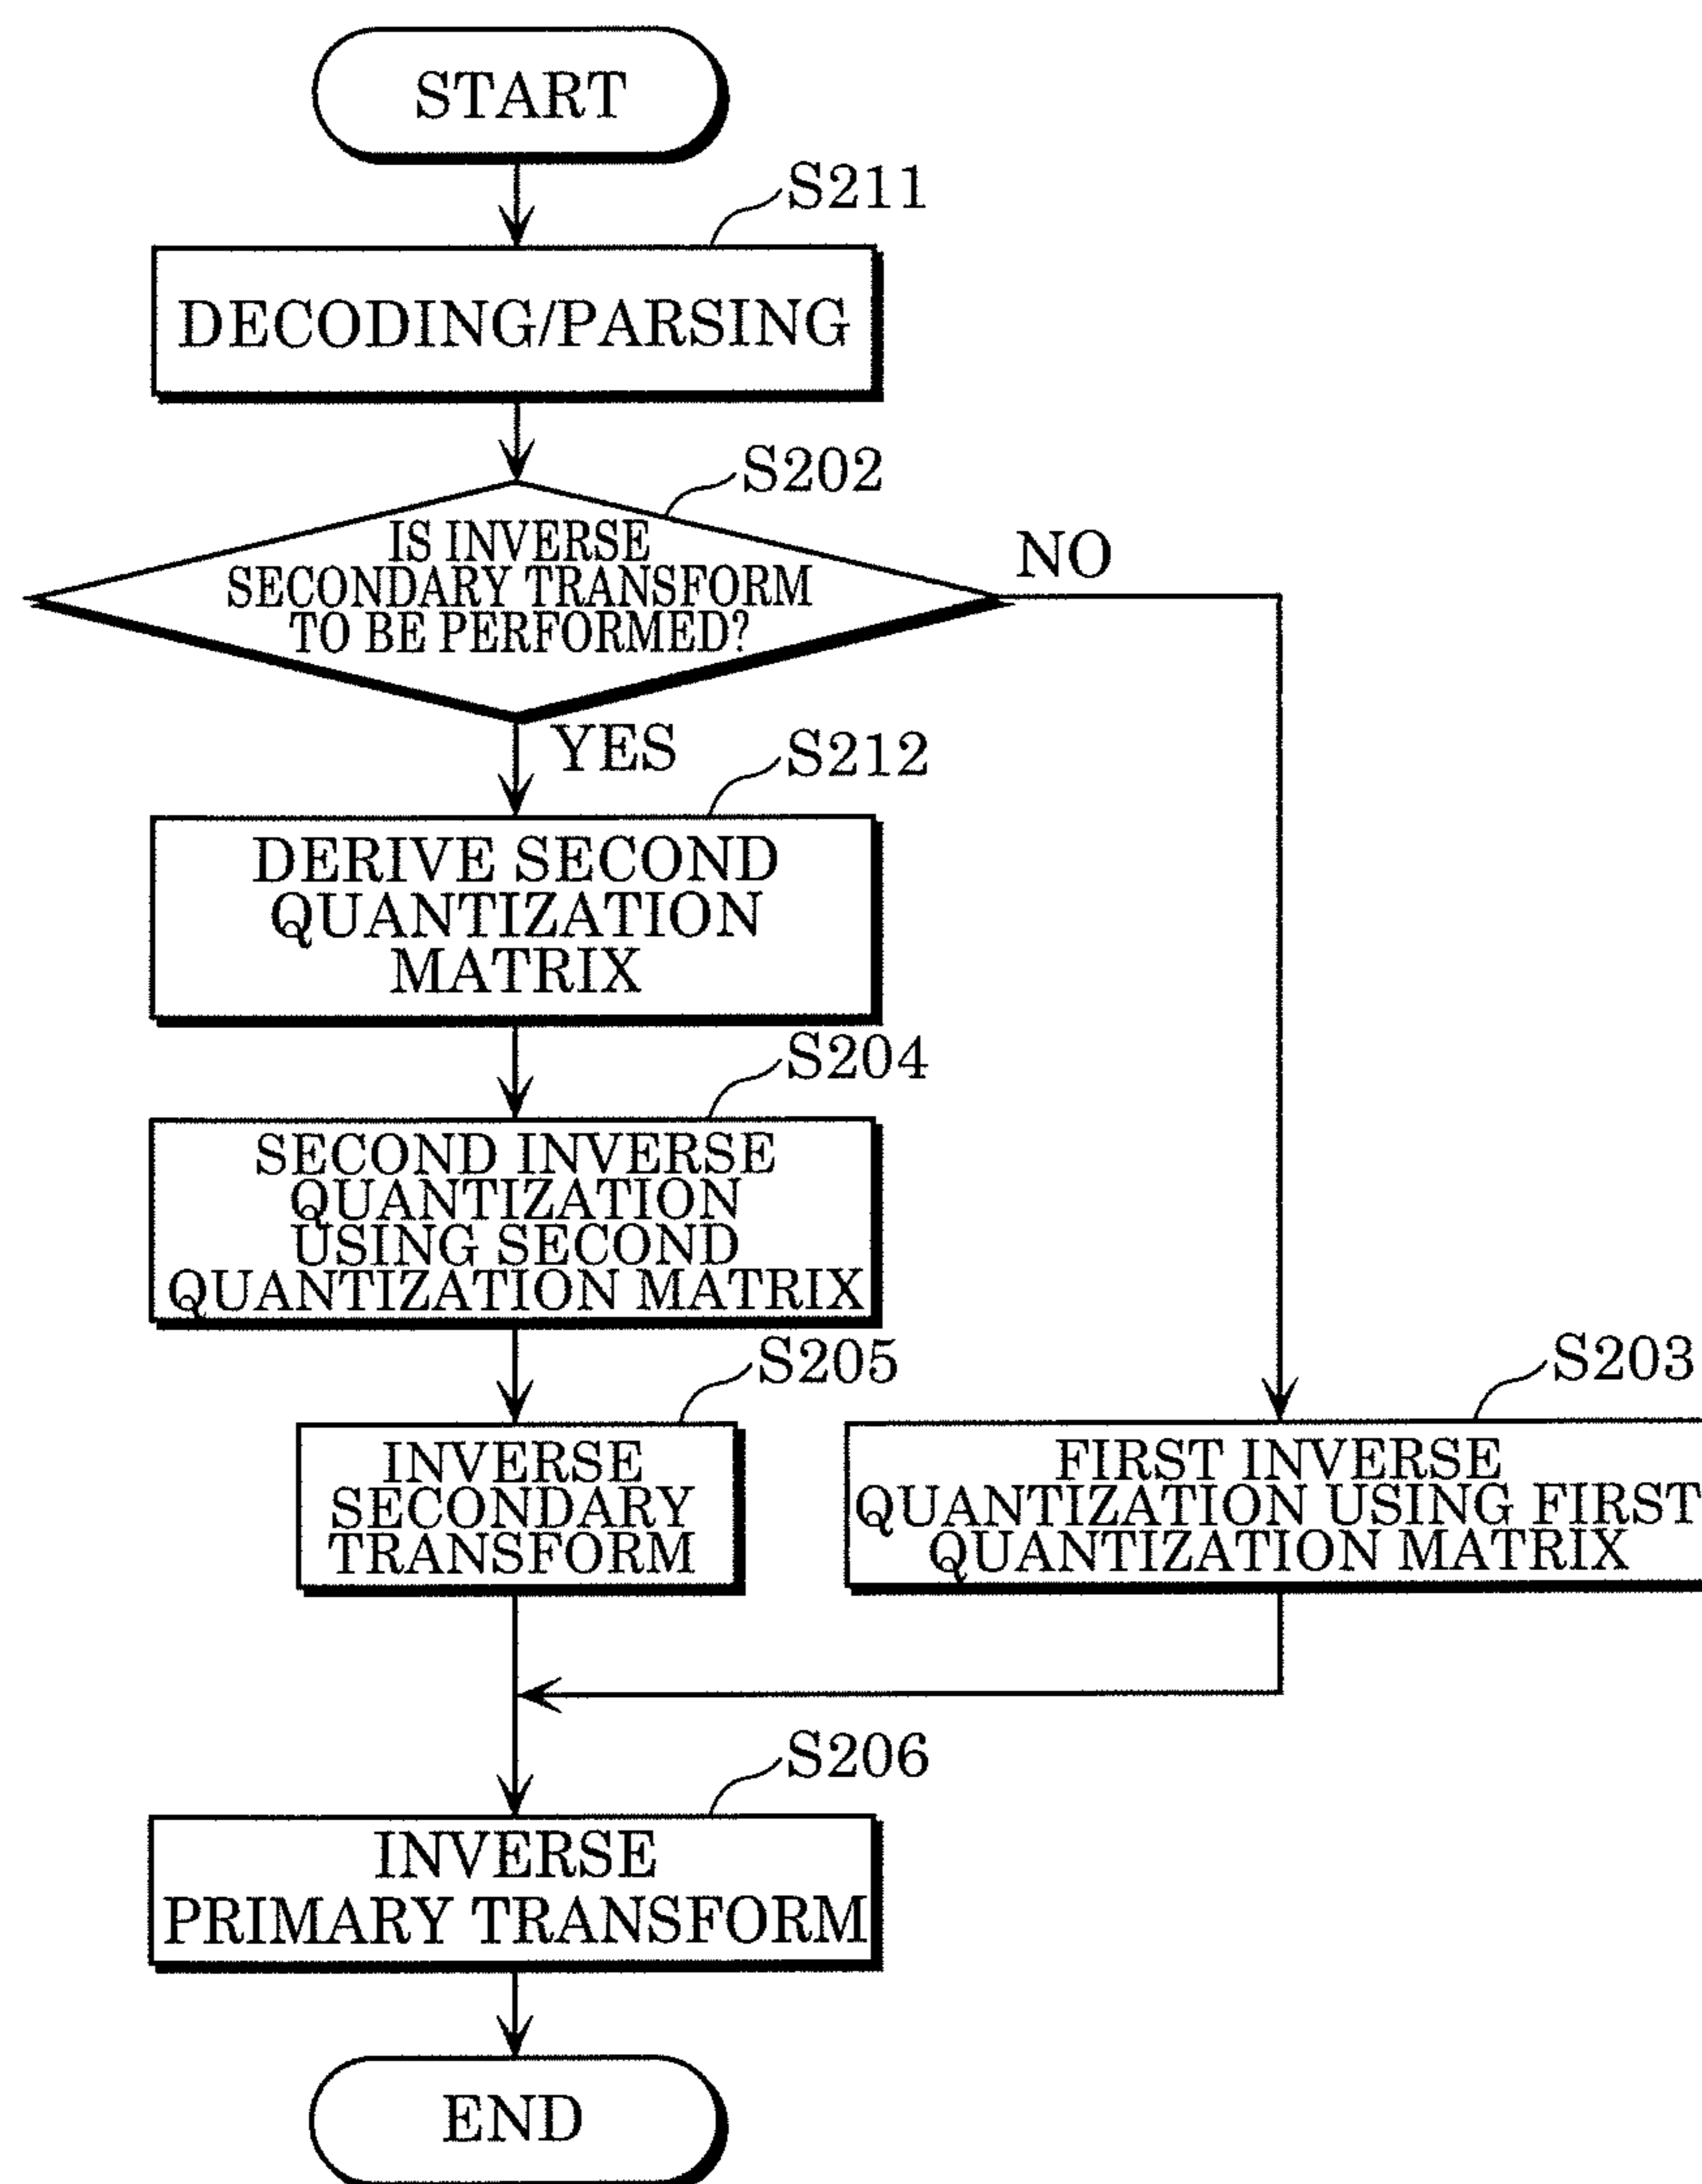 START
S211
DECODING/PARSING
S202
IS INVERSE
SECONDARY TRANSFORM
TO BE PERFORMED?
NO
YES
S212
DERIVE SECOND
QUANTIZATION
MATRIX
S204
SECOND INVERSE
QUANTIZATION
USING SECOND
QUANTIZATION MATRIX
S205
INVERSE
SECONDARY
TRANSFORM
S203
FIRST INVERSE
QUANTIZATION USING FIRST
QUANTIZATION MATRIX
S206
INVERSE
PRIMARY TRANSFORM
END